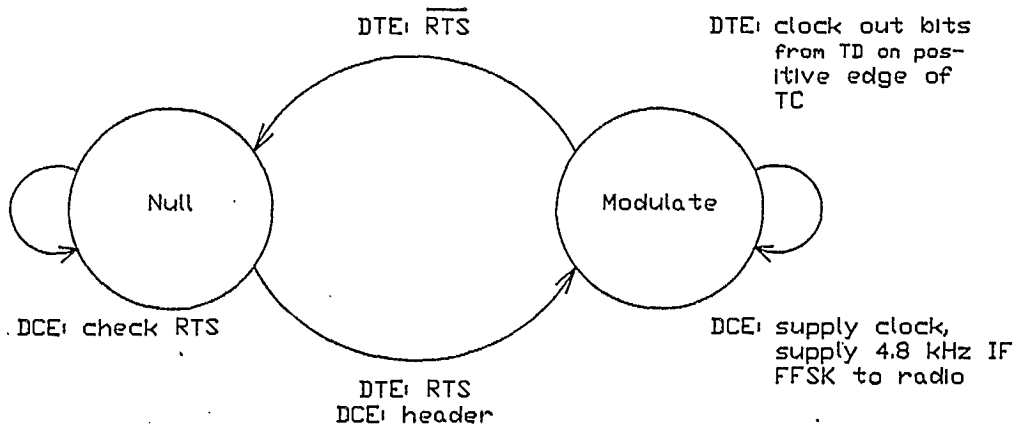 DTE: R̅T̅S̅
DTE: clock out bits
from TD on pos-
itive edge of
TC
Null
Modulate
DCE: check RTS
DCE: supply clock,
supply 4.8 kHz IF
FFSK to radio
DTE: RTS
DCE: header